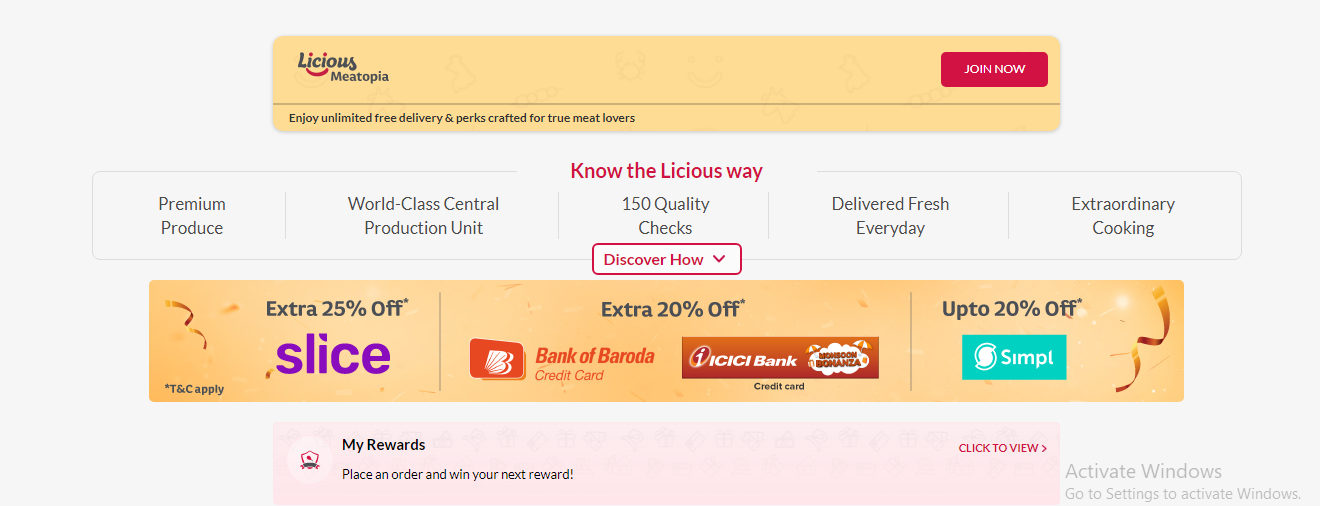 Licious
Meatopia
JOIN NOW
Enjoy unlimited free delivery & perks crafted for true meat lovers
Know the Licious way
Premium
Produce
World-Class Central
Production Unit
150 Quality
Checks
Delivered Fresh
Everyday
Extraordinary
Cooking
Discover How
Extra 25% Off*
slice
*T&C apply
Extra 20% Off*
Bank of Baroda
Credit Card
ICICI Bank
MONSOON
BONANZA
Credit card
Upto 20% Off*
Simpl
My Rewards
Place an order and win your next reward!
CLICK TO VIEW >
Activate Windows
Go to Settings to activate Windows.